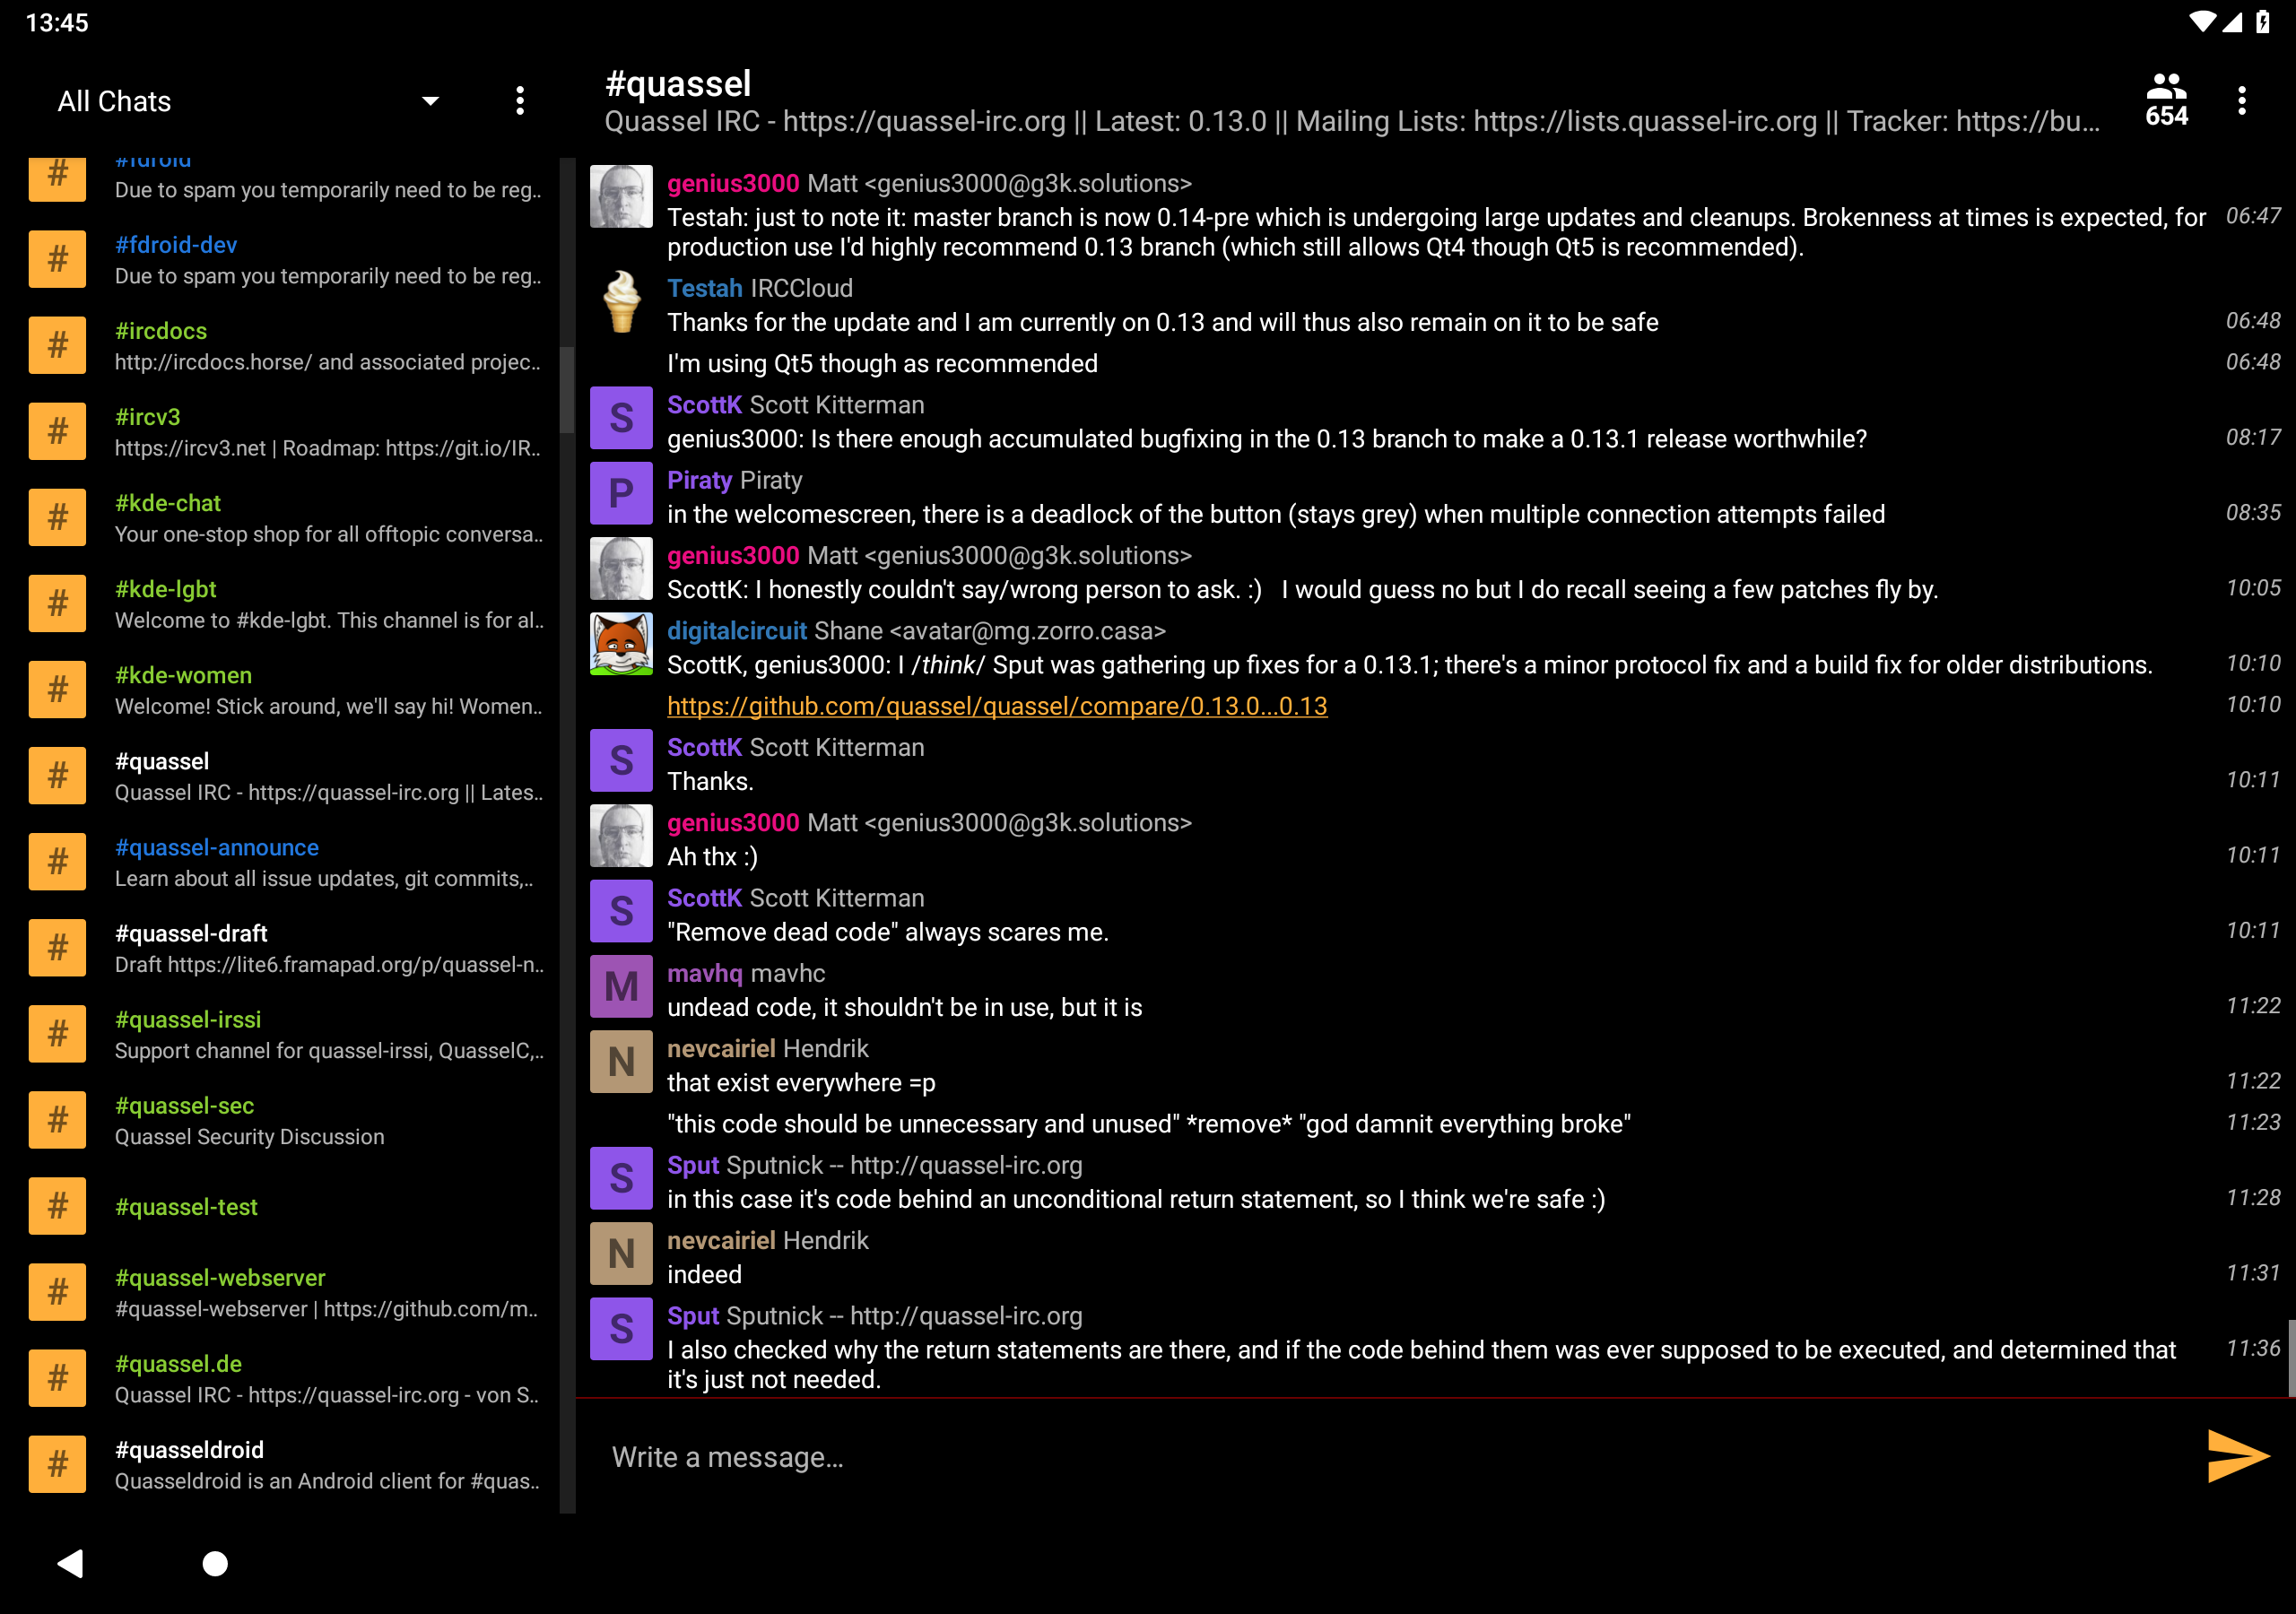 13:45
All Chats
#fdroid
Due to spam you temporarily need to be reg..
#fdroid-dev
Due to spam you temporarily need to be reg..
#ircdocs
http://ircdocs.horse/ and associated projec..
#ircv3
https://ircv3.net | Roadmap: https://git.io/IR..
#kde-chat
Your one-stop shop for all offtopic conversa..
#kde-lgbt
Welcome to #kde-lgbt. This channel is for al..
#kde-women
Welcome! Stick around, we'll say hi! Women..
#quassel
Quassel IRC - https://quassel-irc.org || Lates..
#quassel-announce
Learn about all issue updates, git commits,..
#quassel-draft
Draft https://lite6.framapad.org/p/quassel-n..
#quassel-irssi
Support channel for quassel-irssi, QuasselC,..
#quassel-sec
Quassel Security Discussion
#quassel-test
#quassel-webserver
#quassel-webserver | https://github.com/m..
#quassel.de
Quassel IRC - https://quassel-irc.org - von S..
#quasseldroid
Quasseldroid is an Android client for #quas..
#quassel
Quassel IRC - https://quassel-irc.org || Latest: 0.13.0 || Mailing Lists: https://lists.quassel-irc.org || Tracker: https://bu...
654
genius3000 Matt <genius3000@g3k.solutions>
Testah: just to note it: master branch is now 0.14-pre which is undergoing large updates and cleanups. Brokenness at times is expected, for 06:47
production use I'd highly recommend 0.13 branch (which still allows Qt4 though Qt5 is recommended).
Testah IRCCloud
Thanks for the update and I am currently on 0.13 and will thus also remain on it to be safe 06:48
I'm using Qt5 though as recommended 06:48
S ScottK Scott Kitterman
genius3000: Is there enough accumulated bugfixing in the 0.13 branch to make a 0.13.1 release worthwhile? 08:17
P Piraty Piraty
in the welcomescreen, there is a deadlock of the button (stays grey) when multiple connection attempts failed 08:35
genius3000 Matt <genius3000@g3k.solutions>
ScottK: I honestly couldn't say/wrong person to ask. :)   I would guess no but I do recall seeing a few patches fly by. 10:05
digitalcircuit Shane <avatar@mg.zorro.casa>
ScottK, genius3000: I /think/ Sput was gathering up fixes for a 0.13.1; there's a minor protocol fix and a build fix for older distributions. 10:10
https://github.com/quassel/quassel/compare/0.13.0...0.13 10:10
S ScottK Scott Kitterman
Thanks. 10:11
genius3000 Matt <genius3000@g3k.solutions>
Ah thx :) 10:11
S ScottK Scott Kitterman
"Remove dead code" always scares me. 10:11
M mavhq mavhc
undead code, it shouldn't be in use, but it is 11:22
N nevcairiel Hendrik
that exist everywhere =p 11:22
"this code should be unnecessary and unused" *remove* "god damnit everything broke" 11:23
S Sput Sputnick -- http://quassel-irc.org
in this case it's code behind an unconditional return statement, so I think we're safe :) 11:28
N nevcairiel Hendrik
indeed 11:31
S Sput Sputnick -- http://quassel-irc.org
I also checked why the return statements are there, and if the code behind them was ever supposed to be executed, and determined that 11:36
it's just not needed.
Write a message...